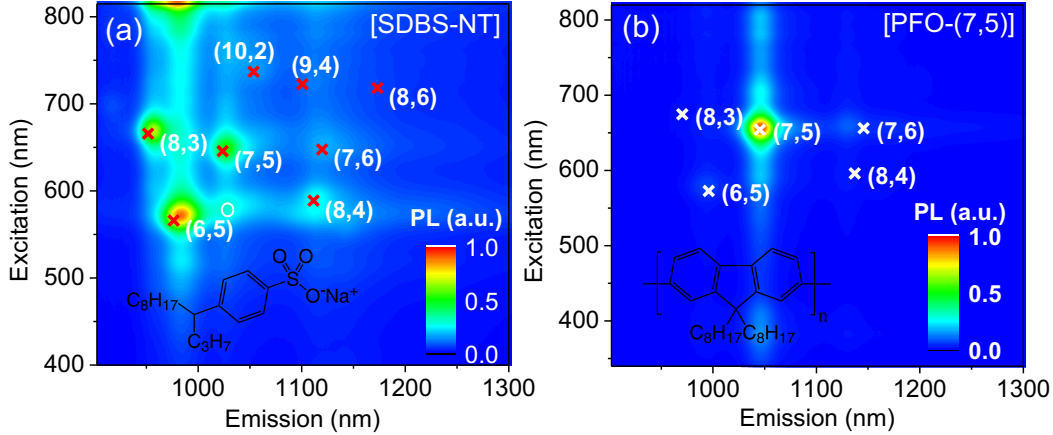 (a)
[SDBS-NT]
(10,2)
(9,4)
(8,6)
(8,3)
(7,5)
(7,6)
(8,4)
(6,5)
PL (a.u.)
1.0
0.5
0.0
O O
S
O⁻Na⁺
C₈H₁₇
C₃H₇
800
700
600
500
400
Excitation (nm)
1000 1100 1200 1300
Emission (nm)
(b)
[PFO-(7,5)]
(8,3)
(7,5)
(7,6)
(8,4)
(6,5)
PL (a.u.)
1.0
0.5
0.0
n
C₈H₁₇C₈H₁₇
800
700
600
500
400
Excitation (nm)
1000 1100 1200 1300
Emission (nm)